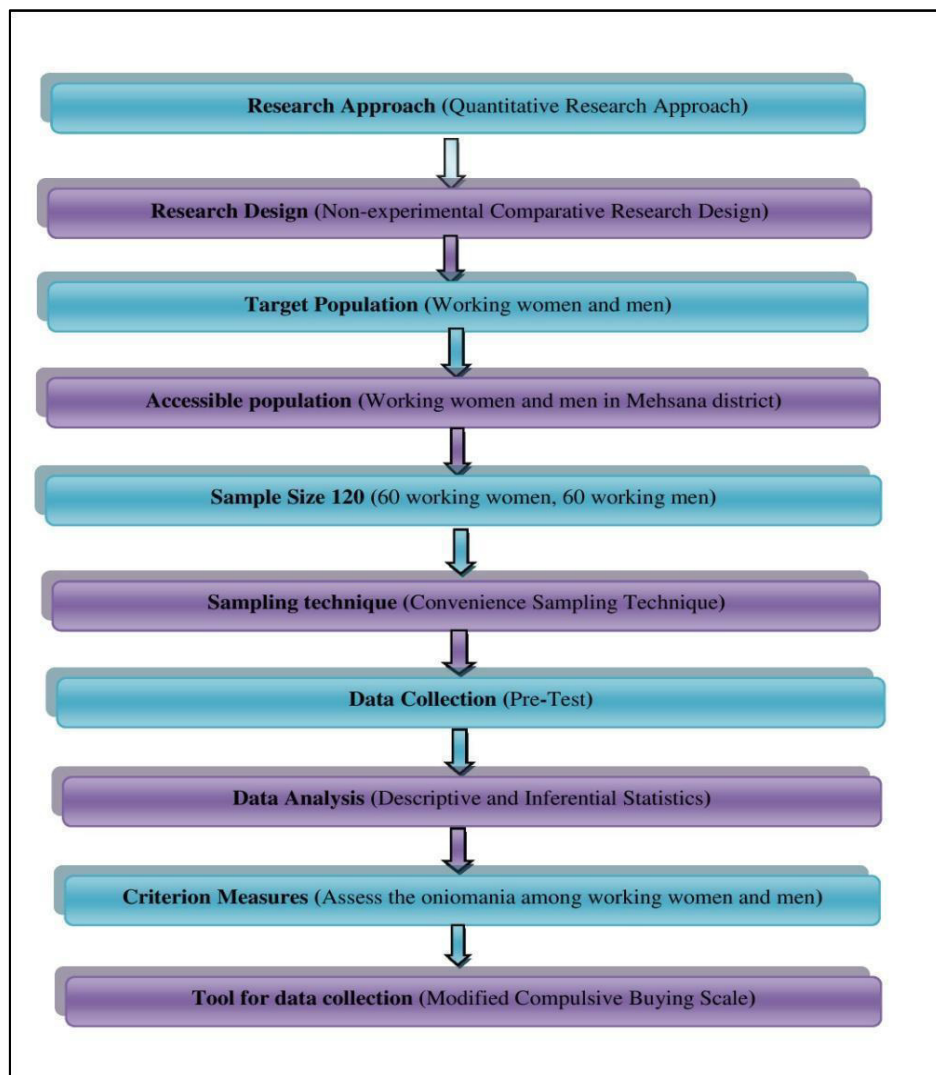 Research Approach (Quantitative Research Approach)
Research Design (Non-experimental Comparative Research Design)
Target Population (Working women and men)
Accessible population (Working women and men in Mehsana district)
Sample Size 120 (60 working women, 60 working men)
Sampling technique (Convenience Sampling Technique)
Data Collection (Pre-Test)
Data Analysis (Descriptive and Inferential Statistics)
Criterion Measures (Assess the oniomania among working women and men)
Tool for data collection (Modified Compulsive Buying Scale)